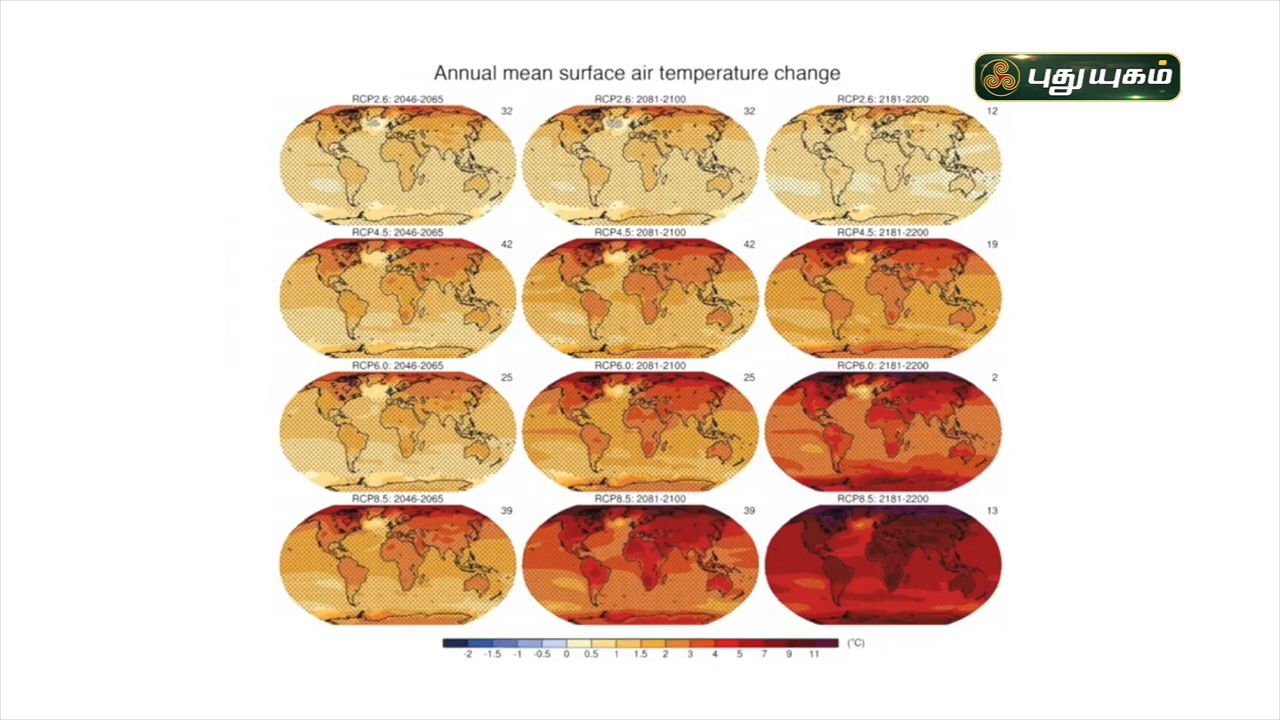 புதுயுகம்
Annual mean surface air temperature change
RCP2.6: 2046-2065 32 RCP2.6: 2081-2100 32 RCP2.6: 2181-2200 12
RCP4.5: 2046-2065 42 RCP4.5: 2081-2100 42 RCP4.5: 2181-2200 19
RCP6.0: 2046-2065 25 RCP6.0: 2081-2100 25 RCP6.0: 2181-2200 2
RCP8.5: 2046-2065 39 RCP8.5: 2081-2100 39 RCP8.5: 2181-2200 13
(°C)
-2 -1.5 -1 -0.5 0 0.5 1 1.5 2 3 4 5 7 9 11